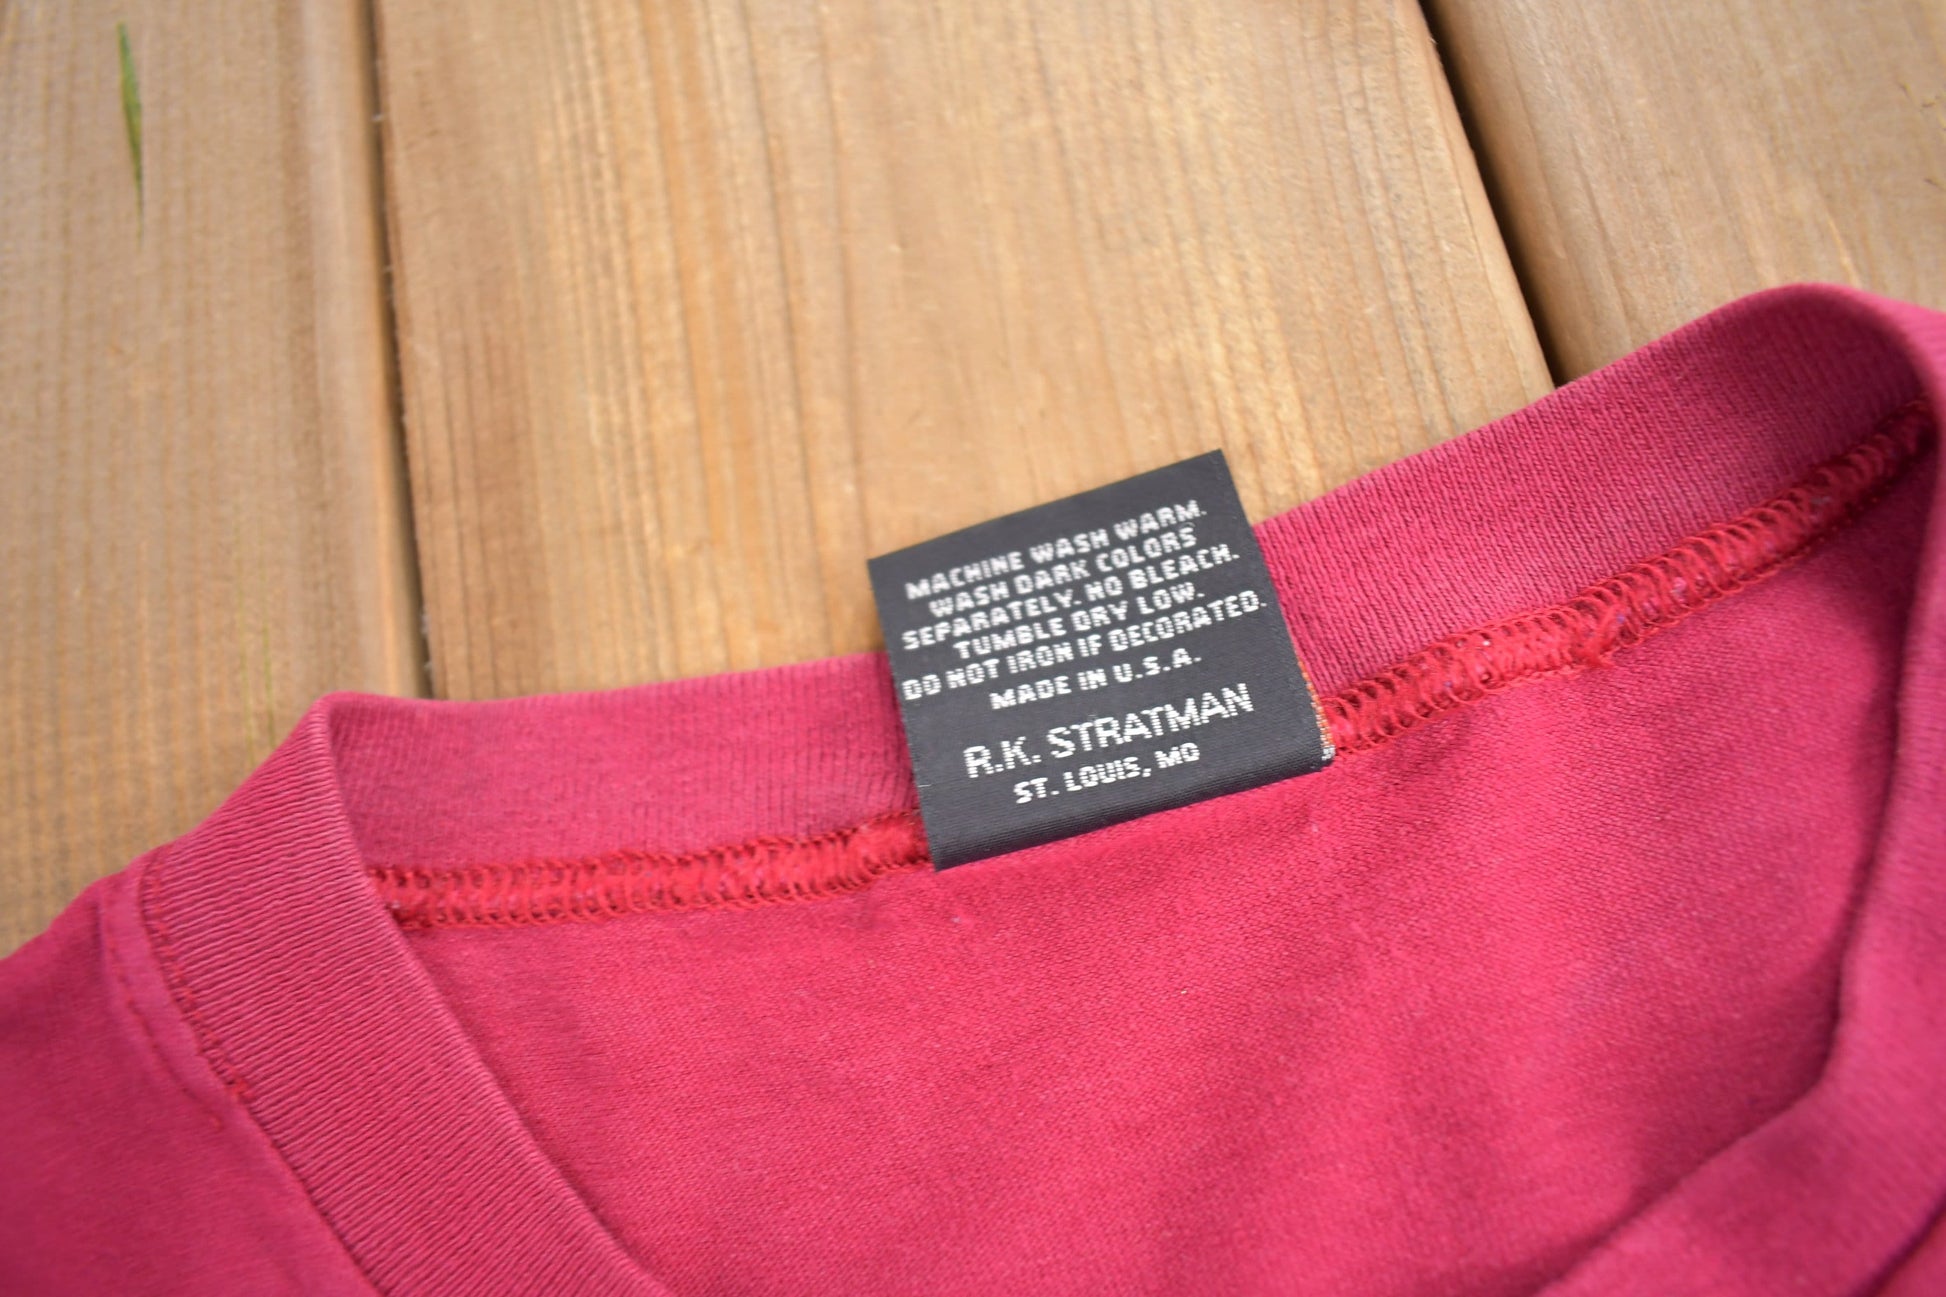 MACHINE WASH WARM.
WASH DARK COLORS
SEPARATELY. NO BLEACH.
TUMBLE DRY LOW.
DO NOT IRON IF DECORATED.
MADE IN U.S.A.
R.K. STRATMAN
ST. LOUIS, MO